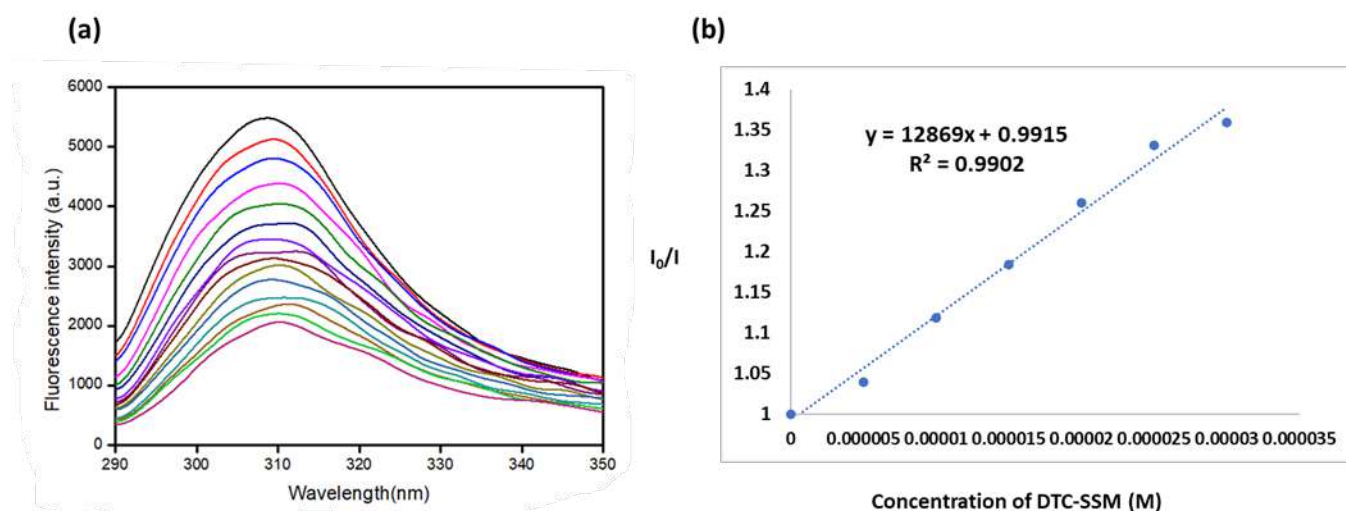 (a)
(b)
6000
5000
4000
3000
2000
1000
0
290
300
310
320
330
340
350
Fluorescence intensity (a.u.)
Wavelength(nm)
I₀/I
1.4
1.35
1.3
1.25
1.2
1.15
1.1
1.05
1
y = 12869x + 0.9915
R² = 0.9902
0 0.000005 0.00001 0.000015 0.00002 0.000025 0.00003 0.000035
Concentration of DTC-SSM (M)